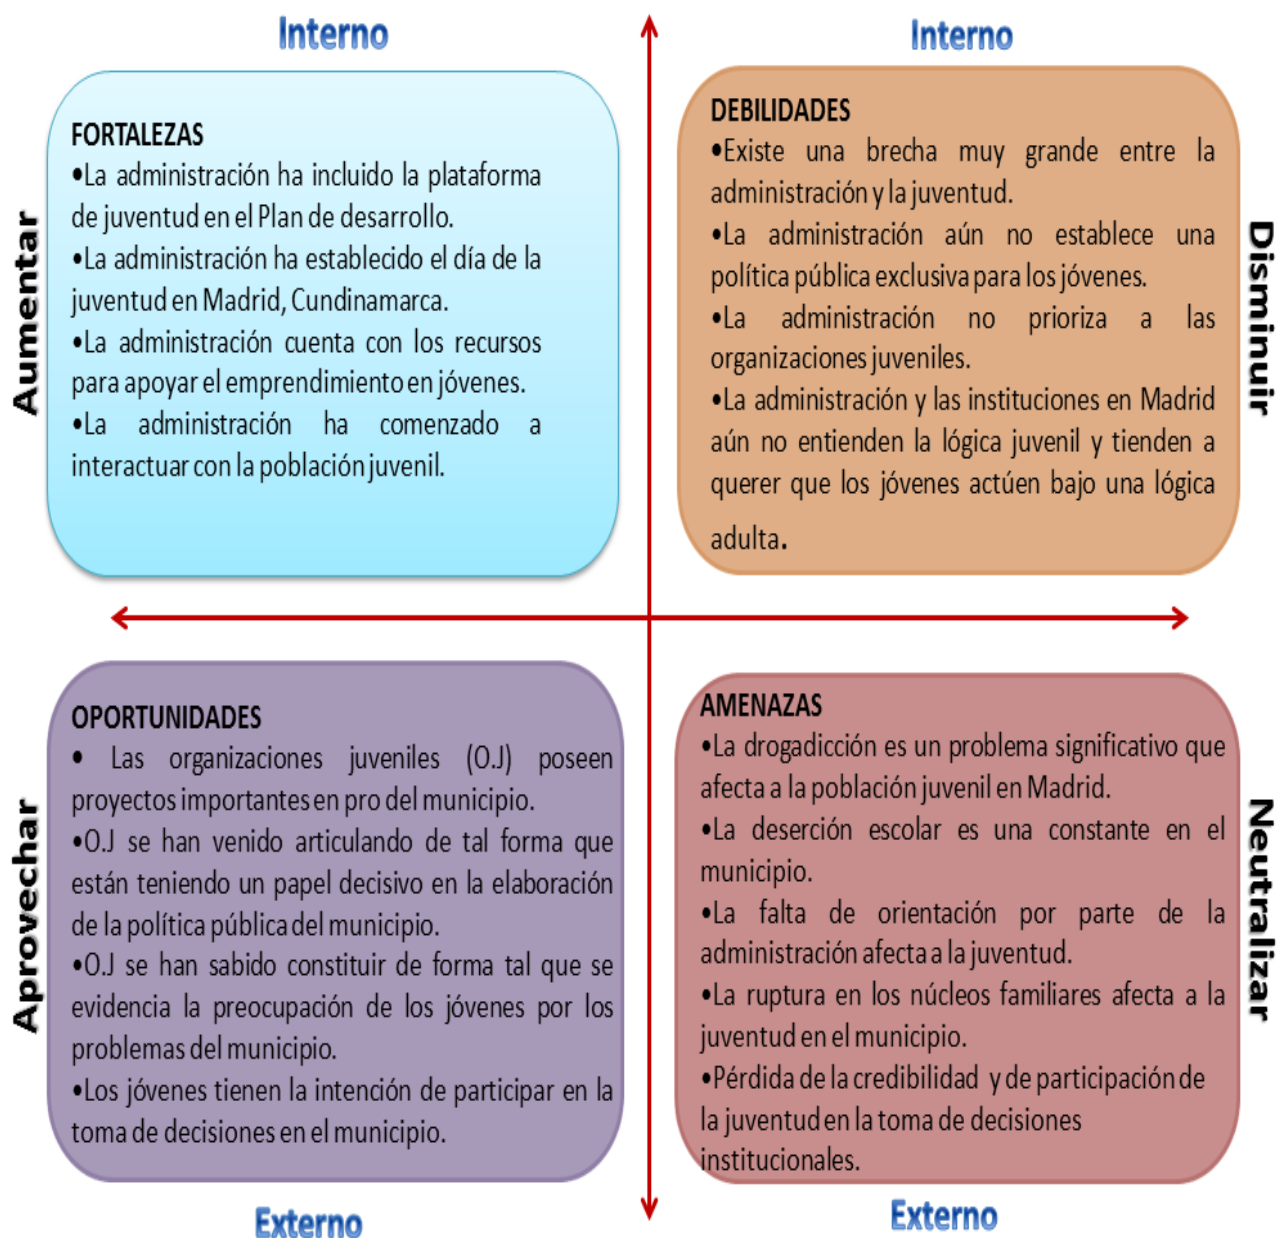 Interno
Interno
Aumentar
FORTALEZAS
•La administración ha incluido la plataforma
de juventud en el Plan de desarrollo.
•La administración ha establecido el día de la
juventud en Madrid, Cundinamarca.
•La administración cuenta con los recursos
para apoyar el emprendimiento en jóvenes.
•La administración ha comenzado a
interactuar con la población juvenil.
DEBILIDADES
•Existe una brecha muy grande entre la
administración y la juventud.
•La administración aún no establece una
política pública exclusiva para los jóvenes.
•La administración no prioriza a las
organizaciones juveniles.
•La administración y las instituciones en Madrid
aún no entienden la lógica juvenil y tienden a
querer que los jóvenes actúen bajo una lógica
adulta.
Disminuir
Aprovechar
OPORTUNIDADES
• Las organizaciones juveniles (O.J) poseen
proyectos importantes en pro del municipio.
•O.J se han venido articulando de tal forma que
están teniendo un papel decisivo en la elaboración
de la política pública del municipio.
•O.J se han sabido constituir de forma tal que se
evidencia la preocupación de los jóvenes por los
problemas del municipio.
•Los jóvenes tienen la intención de participar en la
toma de decisiones en el municipio.
AMENAZAS
•La drogadicción es un problema significativo que
afecta a la población juvenil en Madrid.
•La deserción escolar es una constante en el
municipio.
•La falta de orientación por parte de la
administración afecta a la juventud.
•La ruptura en los núcleos familiares afecta a la
juventud en el municipio.
•Pérdida de la credibilidad y de participación de
la juventud en la toma de decisiones
institucionales.
Neutralizar
Externo
Externo